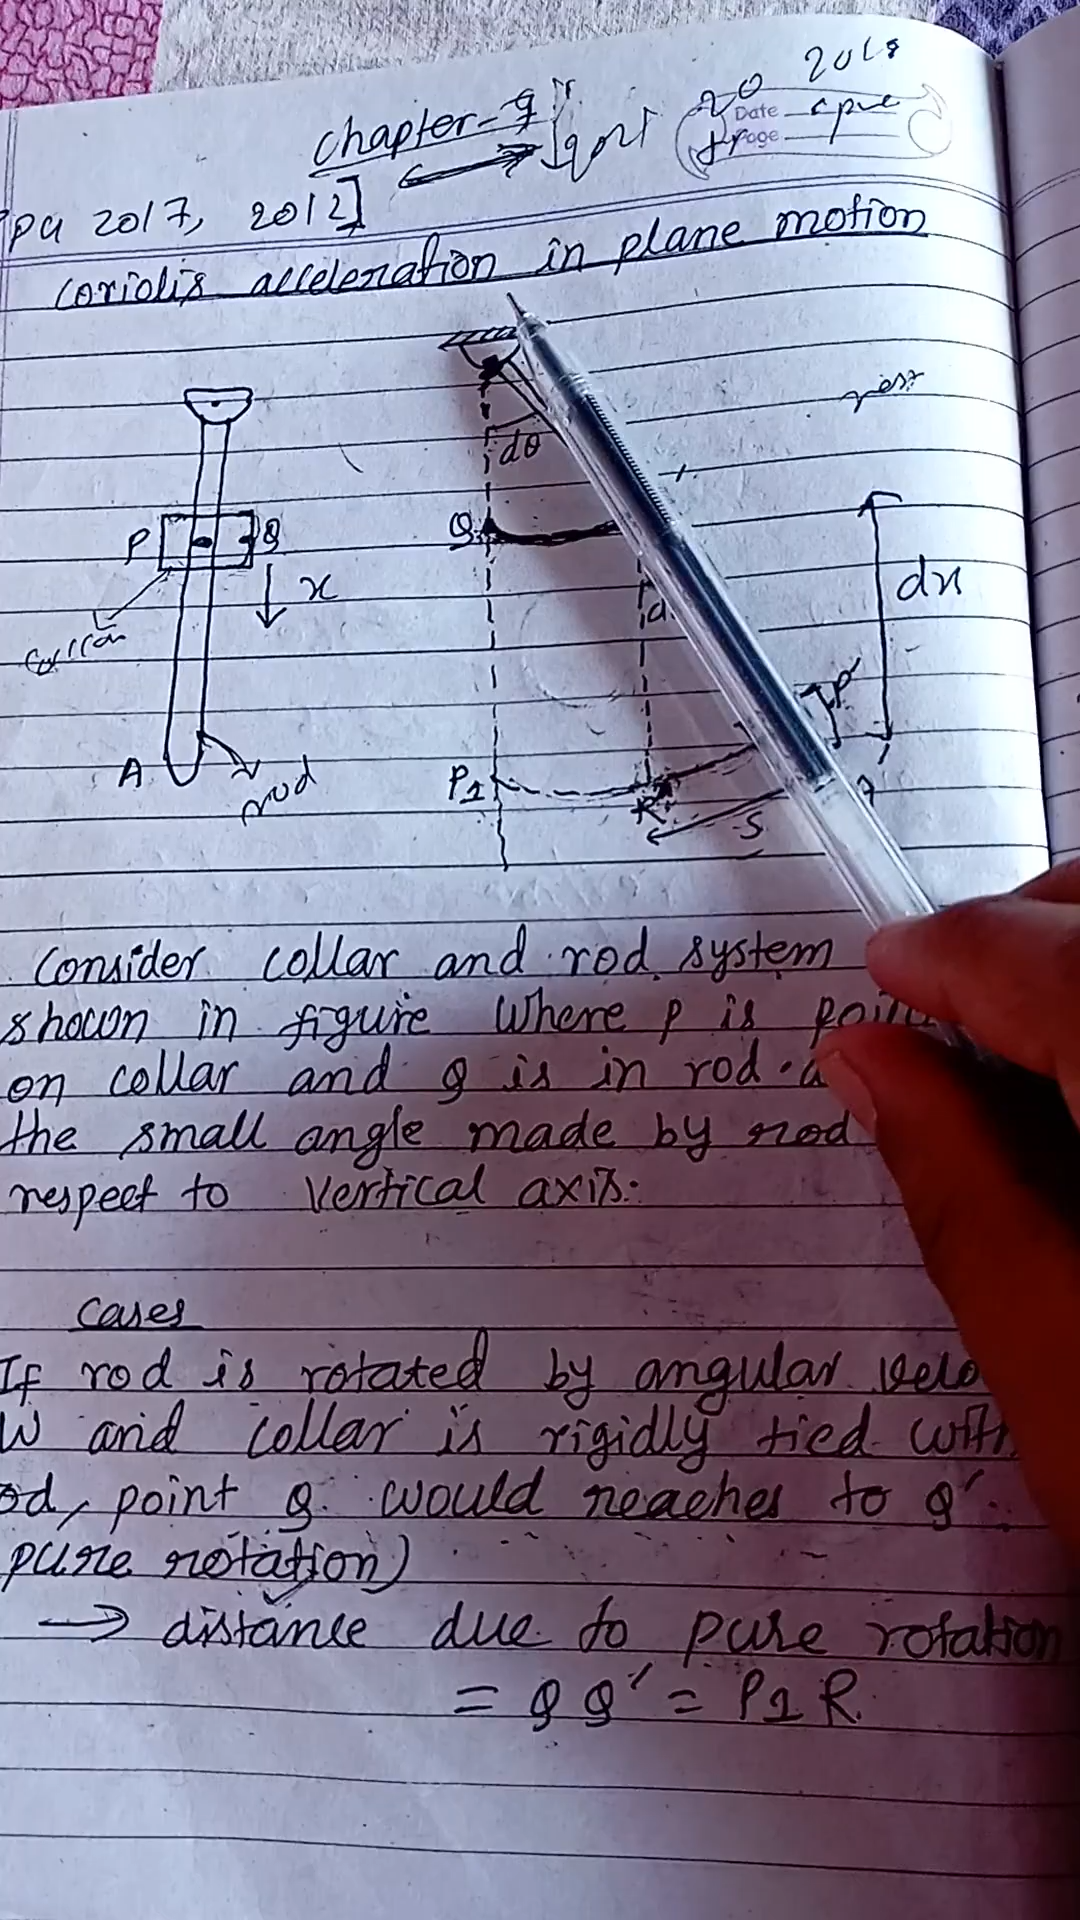 2018
20
Date
Page
chapter-9
pu 2017, 2012]
coriolis acceleration in plane motion
dθ
Q
P
Q
x
dx
collar
A
rod
P1
R
S
Consider collar and rod system
shown in figure where p is
on collar and Q is in rod.
the small angle made by rod
respect to vertical axis.
cases
If rod is rotated by angular
W and collar is rigidly tied
point Q would reaches to Q'.
pure rotation)
→ distance due to pure rotation
= QQ' = P1R